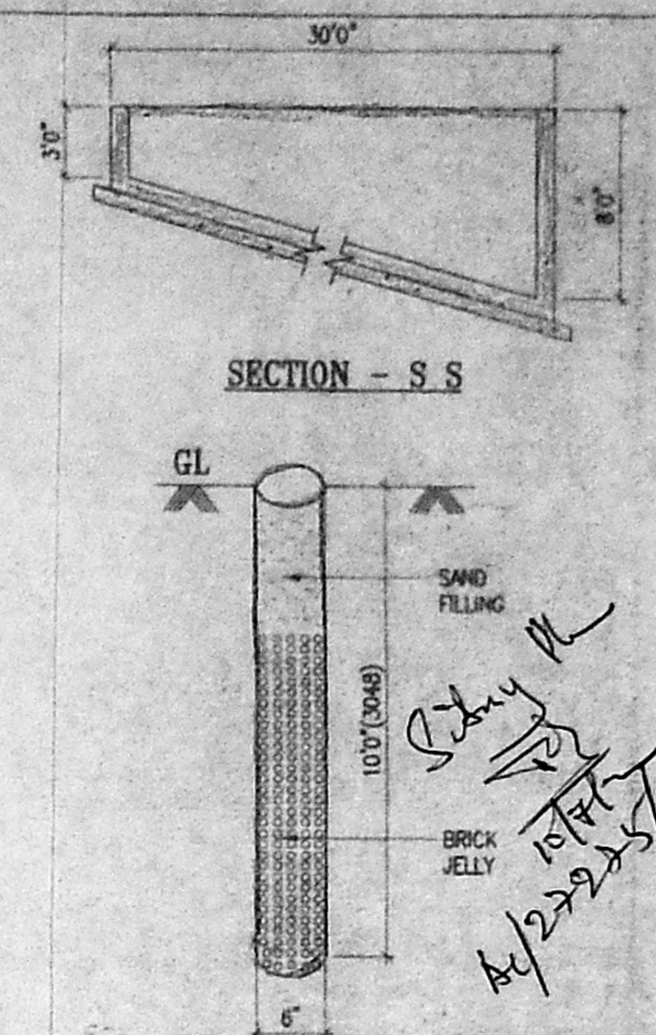 30'0"
3'0"
8'0"
SECTION - S S
GL
SAND
FILLING
10'0"(3048)
BRICK
JELLY
6"